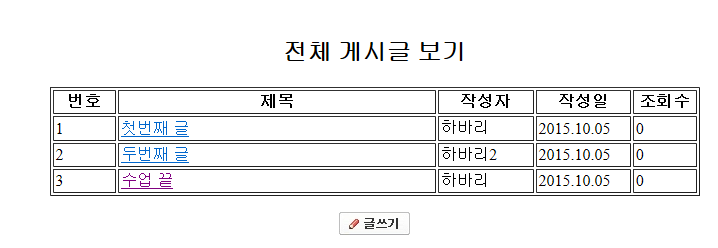 전체 게시글 보기
번호 제목 작성자 작성일 조회수
1 첫번째 글 하바리 2015.10.05 0
2 두번째 글 하바리2 2015.10.05 0
3 수업 끝 하바리 2015.10.05 0
글쓰기